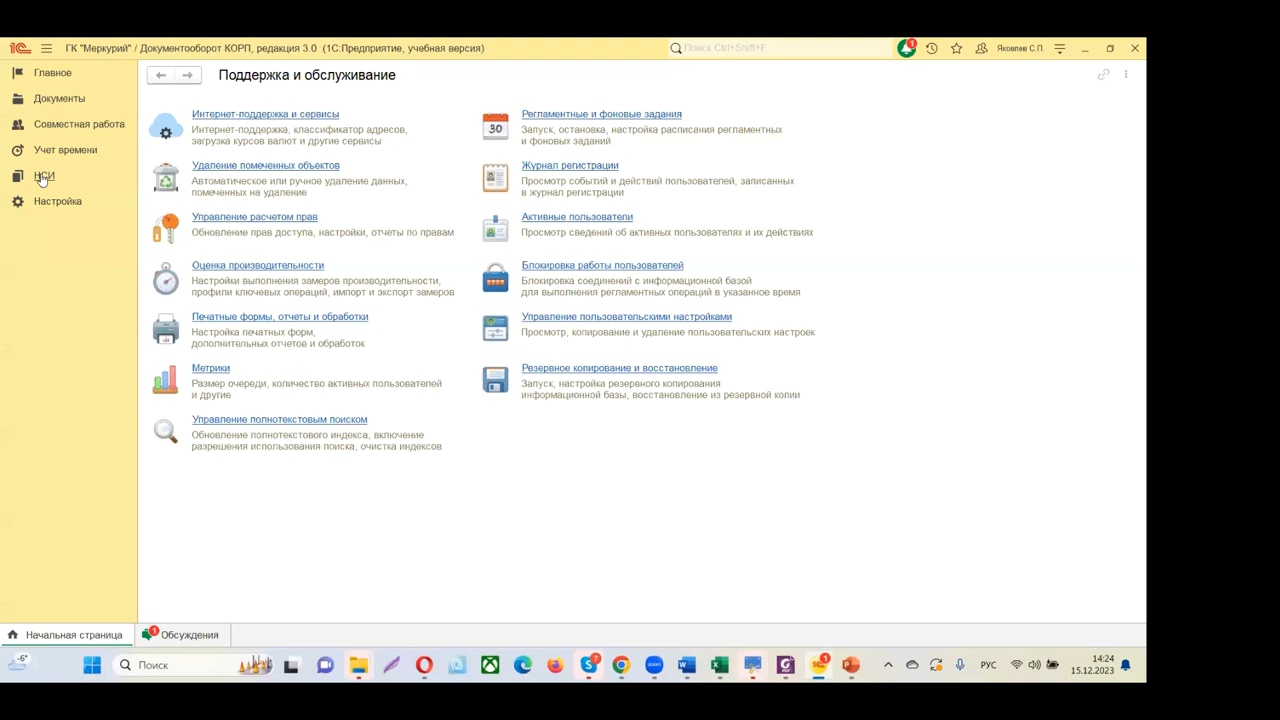 1С ГК "Меркурий" / Документооборот КОРП, редакция 3.0 (1С:Предприятие, учебная версия)
Поиск Ctrl+Shift+F
1
Яковлев С.П.
Главное
Документы
Совместная работа
Учет времени
НСИ
Настройка
Поддержка и обслуживание
Интернет-поддержка и сервисы
Интернет-поддержка, классификатор адресов,
загрузка курсов валют и другие сервисы
Удаление помеченных объектов
Автоматическое или ручное удаление данных,
помеченных на удаление
Управление расчетом прав
Обновление прав доступа, настройки, отчеты по правам
Оценка производительности
Настройки выполнения замеров производительности,
профили ключевых операций, импорт и экспорт замеров
Печатные формы, отчеты и обработки
Настройка печатных форм,
дополнительных отчетов и обработок
Метрики
Размер очереди, количество активных пользователей
и другие
Управление полнотекстовым поиском
Обновление полнотекстового индекса, включение
разрешения использования поиска, очистка индексов
30
Регламентные и фоновые задания
Запуск, остановка, настройка расписания регламентных
и фоновых заданий
Журнал регистрации
Просмотр событий и действий пользователей, записанных
в журнал регистрации
Активные пользователи
Просмотр сведений об активных пользователях и их действиях
Блокировка работы пользователей
Блокировка соединений с информационной базой
для выполнения регламентных операций в указанное время
Управление пользовательскими настройками
Просмотр, копирование и удаление пользовательских настроек
Резервное копирование и восстановление
Запуск, настройка резервного копирования
информационной базы, восстановление из резервной копии
Начальная страница
1
Обсуждения
-6°
Поиск
7
1
РУС
14:24
15.12.2023